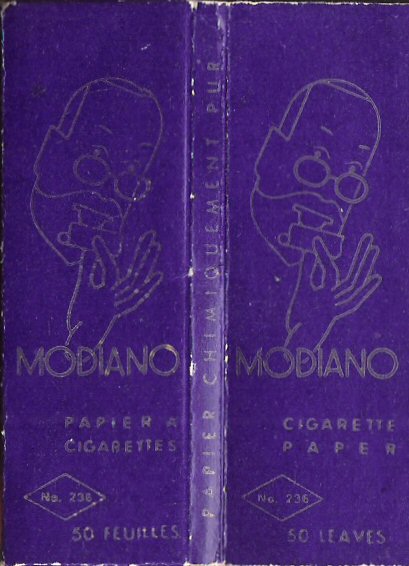 MODIANO
PAPIER A
CIGARETTES
No. 236
50 FEUILLES
PAPIER CHIMIQUEMENT PUR
MODIANO
CIGARETTE
PAPER
No. 236
50 LEAVES